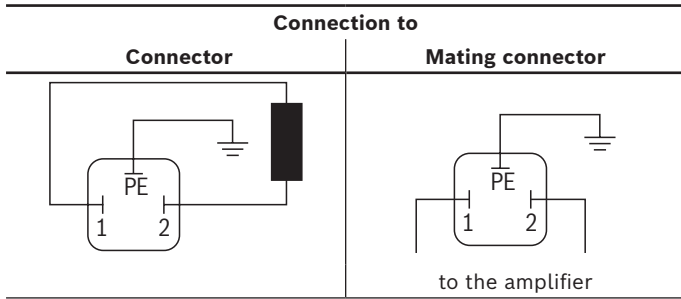 Connection to
Connector
Mating connector
PE
1
2
PE
1
2
to the amplifier